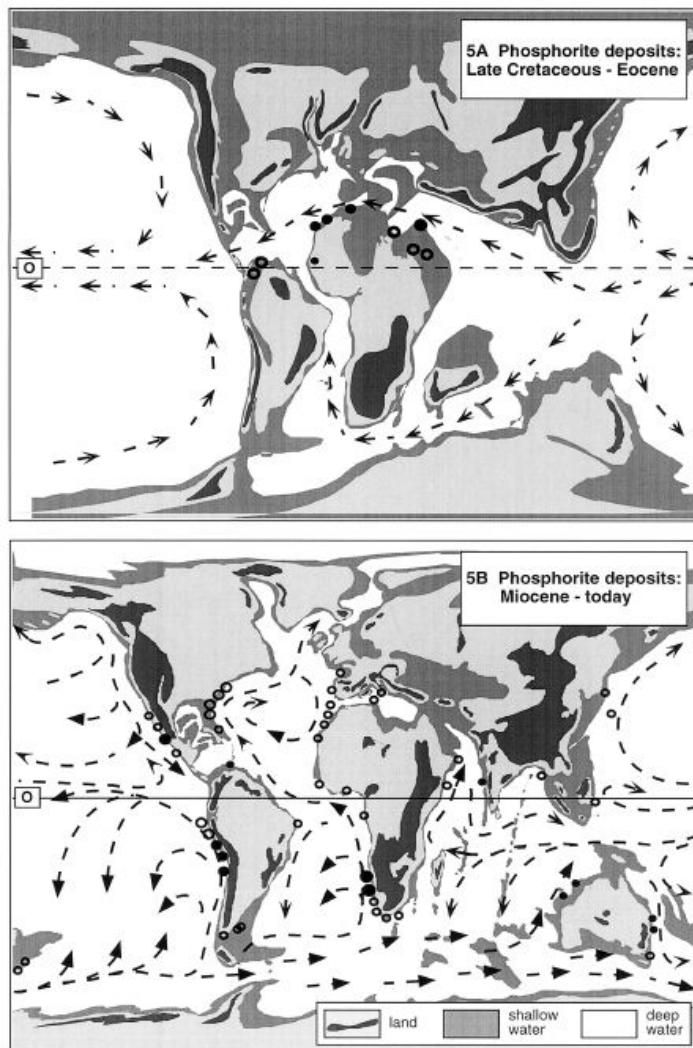 5A Phosphorite deposits:
Late Cretaceous - Eocene
O
5B Phosphorite deposits:
Miocene - today
O
land
shallow
water
deep
water